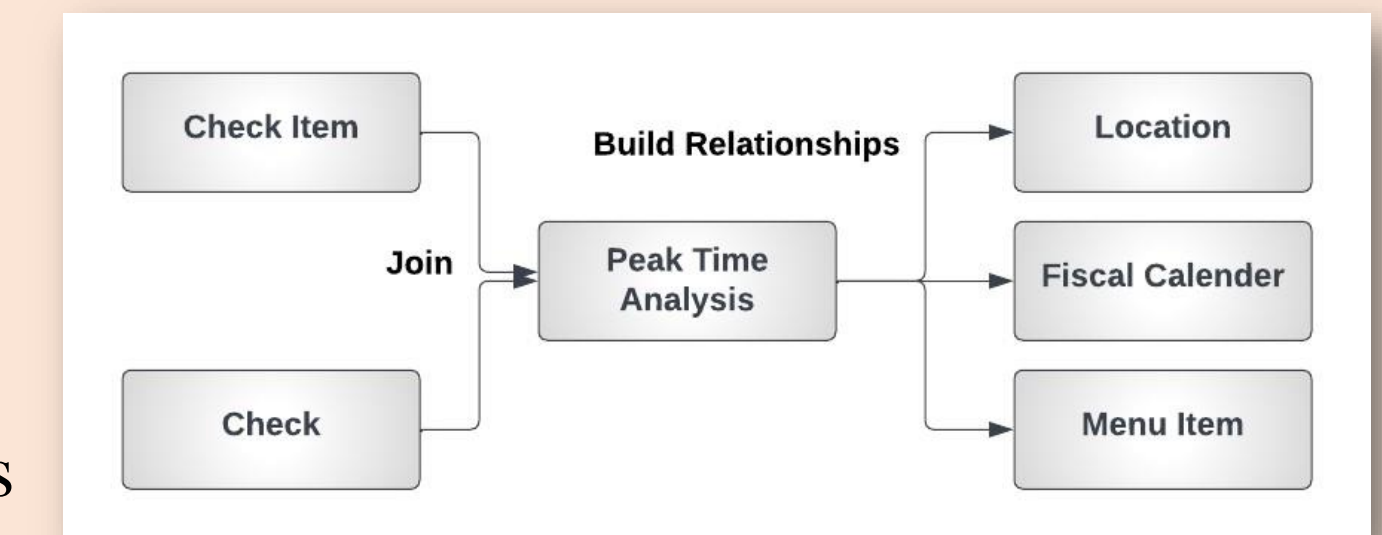 Check Item
Build Relationships
Location
Join
Peak Time
Analysis
Fiscal Calender
Check
Menu Item
s